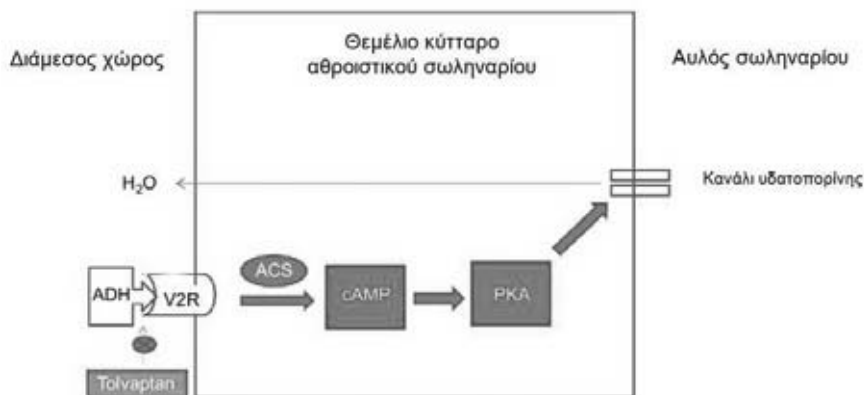 Διάμεσος χώρος
Θεμέλιο κύτταρο
αθροιστικού σωληναρίου
Αυλός σωληναρίου
H₂O
Κανάλι υδατοπορίνης
ADH
V2R
ACS
cAMP
PKA
Tolvaptan